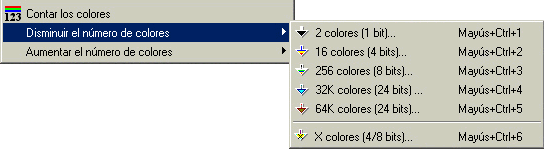 123 Contar los colores
Disminuir el número de colores
Aumentar el número de colores
2 colores (1 bit)... Mayús+Ctrl+1
16 colores (4 bits)... Mayús+Ctrl+2
256 colores (8 bits)... Mayús+Ctrl+3
32K colores (24 bits) ... Mayús+Ctrl+4
64K colores (24 bits)... Mayús+Ctrl+5
X colores (4/8 bits)... Mayús+Ctrl+6